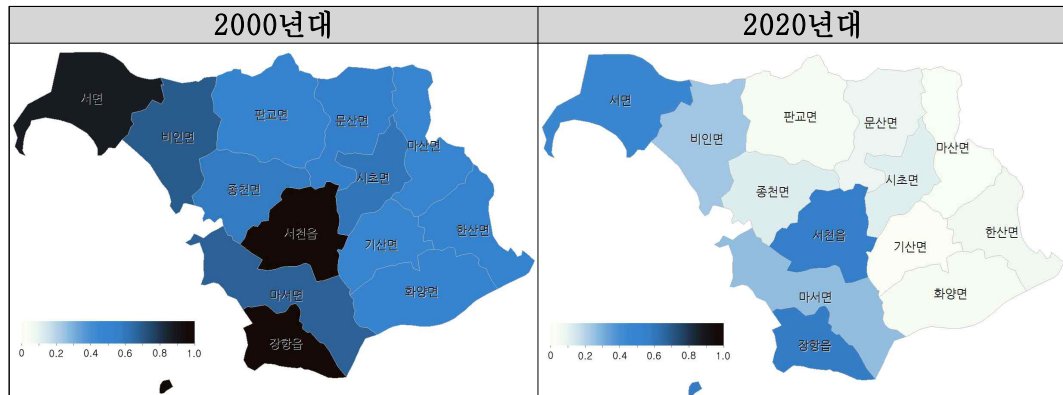 2000년대
2020년대
서면
비인면
판교면
문산면
마산면
시초면
종천면
서천읍
기산면
한산면
마서면
화양면
장항읍
0 0.2 0.4 0.6 0.8 1.0
서면
비인면
판교면
문산면
마산면
시초면
종천면
서천읍
기산면
한산면
마서면
화양면
장항읍
0 0.2 0.4 0.6 0.8 1.0